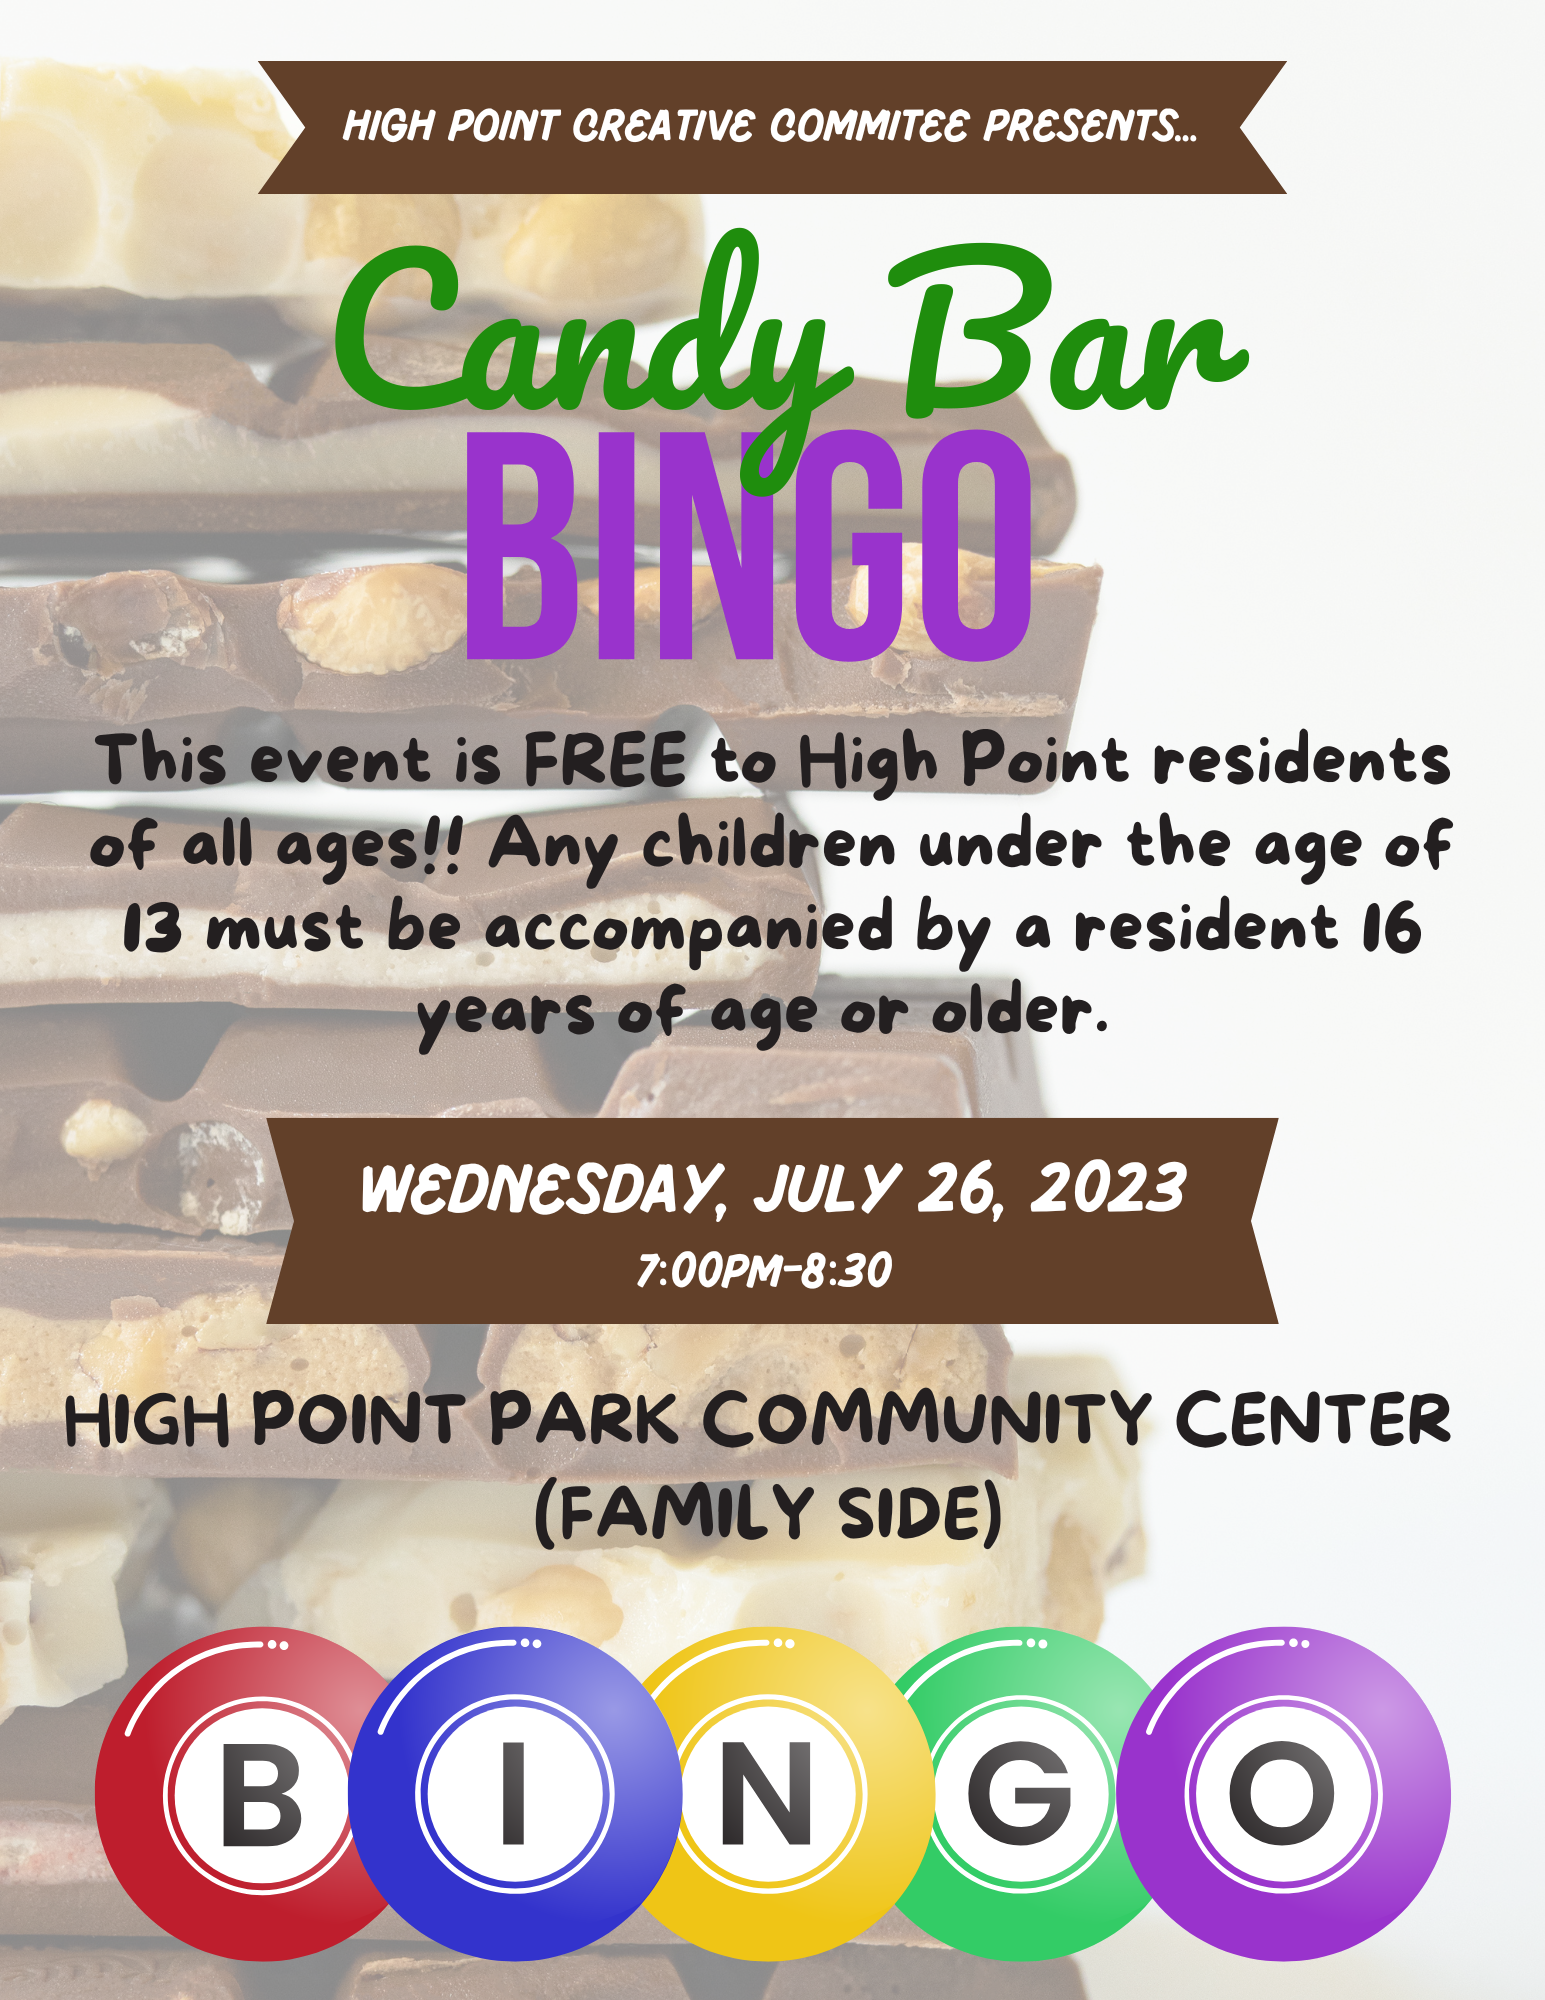 HIGH POINT CREATIVE COMMITEE PRESENTS...
Candy Bar
BINGO
This event is FREE to High Point residents
of all ages!! Any children under the age of
13 must be accompanied by a resident 16
years of age or older.
WEDNESDAY, JULY 26, 2023
7:00PM-8:30
HIGH POINT PARK COMMUNITY CENTER
(FAMILY SIDE)
B I N G O